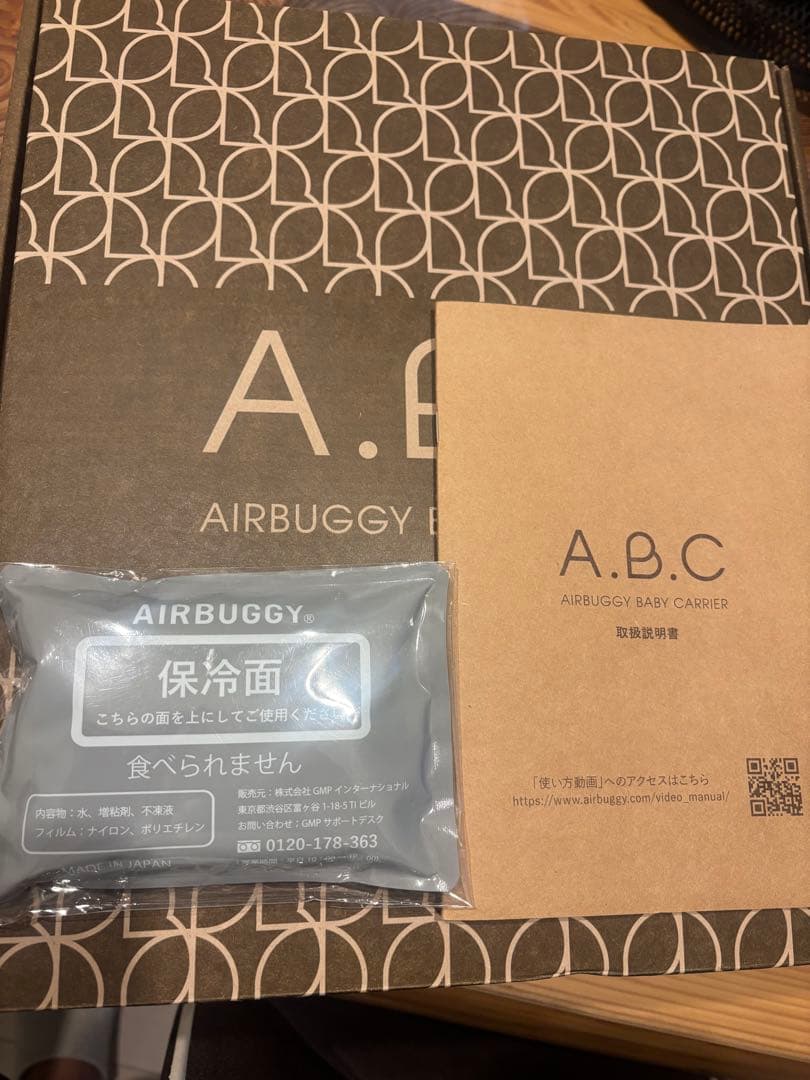 A.B
AIRBUGGY
A.B.C
AIRBUGGY BABY CARRIER
取扱説明書
「使い方動画」へのアクセスはこちら
https://www.airbuggy.com/video_manual/
AIRBUGGY®
保冷面
こちらの面を上にしてご使用ください
食べられません
内容物：水、増粘剤、不凍液
フィルム：ナイロン、ポリエチレン
販売元：株式会社 GMP インターナショナル
東京都渋谷区富ヶ谷 1-18-5 TI ビル
お問い合わせ：GMP サポートデスク
0120-178-363
MADE IN JAPAN